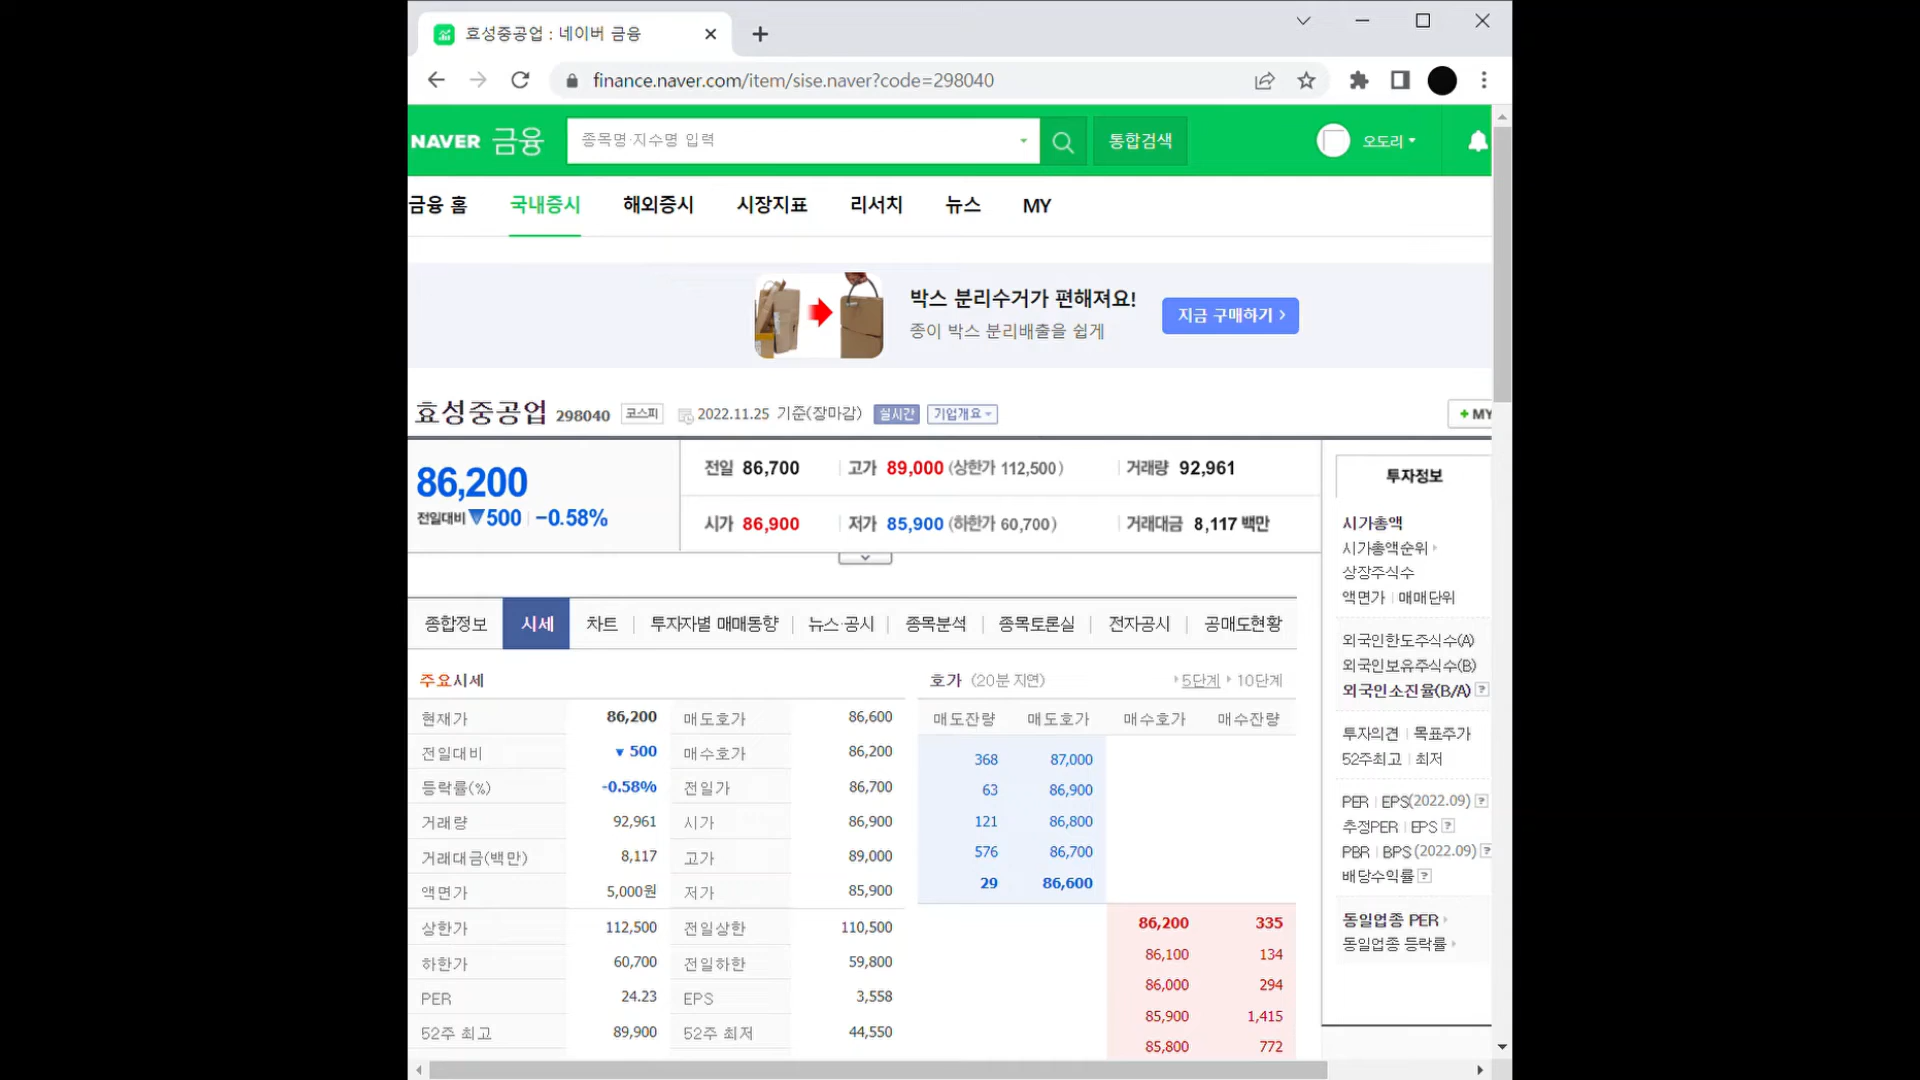 효성중공업 : 네이버 금융
finance.naver.com/item/sise.naver?code=298040
NAVER 금융 종목명·지수명 입력 통합검색 오도리
금융 홈 국내증시 해외증시 시장지표 리서치 뉴스 MY
박스 분리수거가 편해져요!
종이 박스 분리배출을 쉽게
지금 구매하기 >
효성중공업 298040 코스피 2022.11.25 기준(장마감) 실시간 기업개요 + MY
86,200
전일대비 ▼500 -0.58%
전일 86,700 고가 89,000 (상한가 112,500) 거래량 92,961
시가 86,900 저가 85,900 (하한가 60,700) 거래대금 8,117 백만
종합정보 시세 차트 투자자별 매매동향 뉴스·공시 종목분석 종목토론실 전자공시 공매도현황
주요시세
현재가 86,200 매도호가 86,600
전일대비 ▼ 500 매수호가 86,200
등락률(%) -0.58% 전일가 86,700
거래량 92,961 시가 86,900
거래대금(백만) 8,117 고가 89,000
액면가 5,000원 저가 85,900
상한가 112,500 전일상한 110,500
하한가 60,700 전일하한 59,800
PER 24.23 EPS 3,558
52주 최고 89,900 52주 최저 44,550
호가 (20분 지연) 5단계 10단계
매도잔량 매도호가 매수호가 매수잔량
368 87,000
63 86,900
121 86,800
576 86,700
29 86,600
86,200 335
86,100 134
86,000 294
85,900 1,415
85,800 772
투자정보
시가총액
시가총액순위
상장주식수
액면가 | 매매단위
외국인한도주식수(A)
외국인보유주식수(B)
외국인소진율(B/A) ?
투자의견 | 목표주가
52주최고 | 최저
PER | EPS(2022.09) ?
추정PER | EPS ?
PBR | BPS (2022.09) ?
배당수익률 ?
동일업종 PER
동일업종 등락률